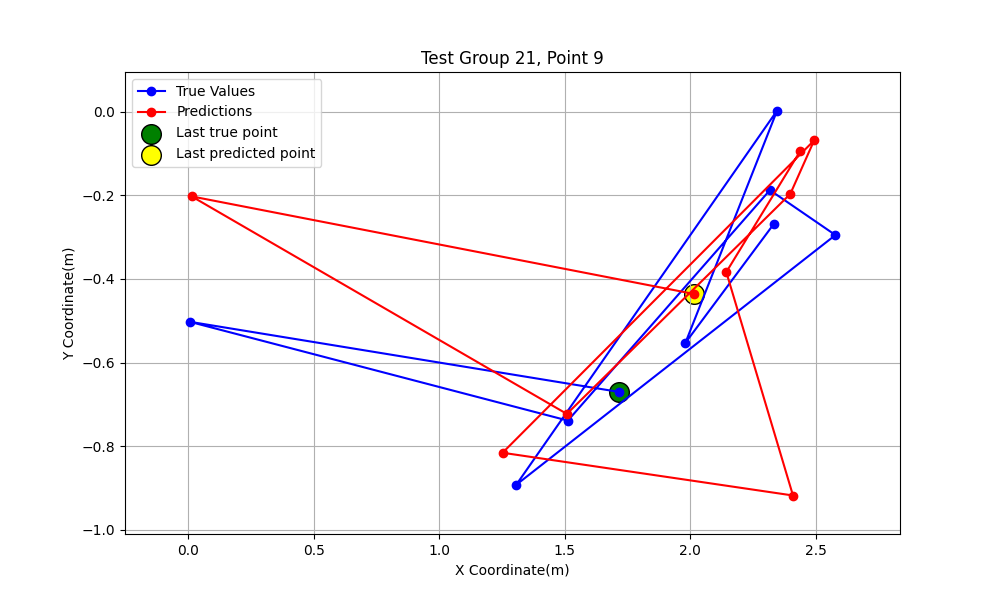 Test Group 21, Point 9
True Values
Predictions
Last true point
Last predicted point
0.0
−0.2
−0.4
−0.6
−0.8
−1.0
Y Coordinate(m)
0.0 0.5 1.0 1.5 2.0 2.5
X Coordinate(m)